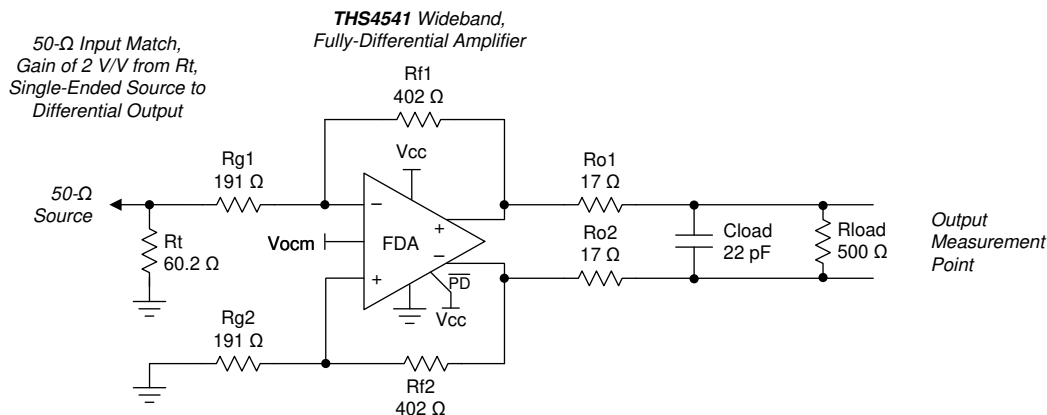 THS4541 Wideband,
Fully-Differential Amplifier
50-Ω Input Match,
Gain of 2 V/V from Rt,
Single-Ended Source to
Differential Output
Rf1
402 Ω
Vcc
Rg1
191 Ω
Ro1
17 Ω
50-Ω
Source
−
+
Rt
60.2 Ω
Vocm
FDA
Cload
22 pF
Rload
500 Ω
Output
Measurement
Point
Ro2
17 Ω
+
−
PD
Vcc
Rg2
191 Ω
Rf2
402 Ω